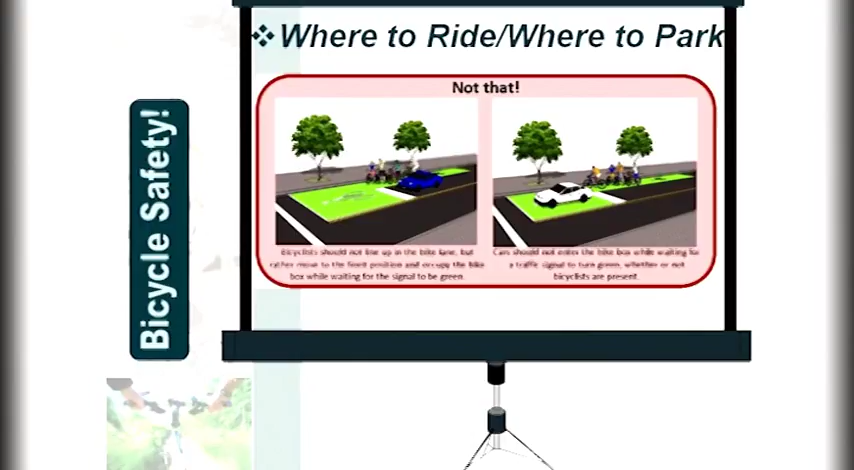 ❖ Where to Ride/Where to Park
Bicycle Safety!
Not that!
Bicyclists should not line up in the bike lane, but
rather move to the front position and occupy the bike
box while waiting for the signal to be green.
Cars should not enter the bike box while waiting for
a traffic signal to turn green, whether or not
bicyclists are present.